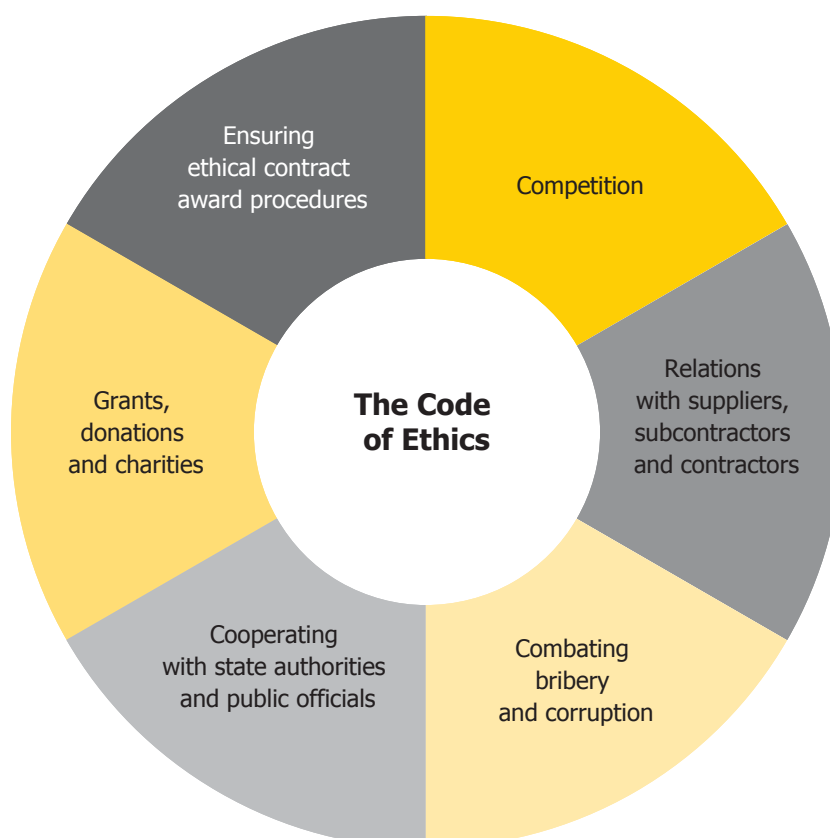 Ensuring
ethical contract
award procedures
Competition
Relations
with suppliers,
subcontractors
and contractors
Combating
bribery
and corruption
Cooperating
with state authorities
and public officials
Grants,
donations
and charities
The Code
of Ethics